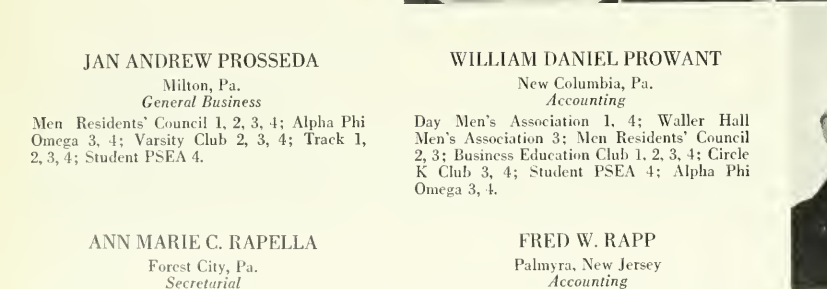 JAN ANDREW PROSSEDA
Milton, Pa.
General Business
Men Residents' Council 1, 2, 3, 4; Alpha Phi
Omega 3, 4; Varsity Club 2, 3, 4; Track 1,
2, 3, 4; Student PSEA 4.
WILLIAM DANIEL PROWANT
New Columbia, Pa.
Accounting
Day Men's Association 1, 4; Waller Hall
Men's Association 3; Men Residents' Council
2, 3; Business Education Club 1, 2, 3, 4; Circle
K Club 3, 4; Student PSEA 4; Alpha Phi
Omega 3, 4.
ANN MARIE C. RAPELLA
Forest City, Pa.
Secretarial
FRED W. RAPP
Palmyra, New Jersey
Accounting